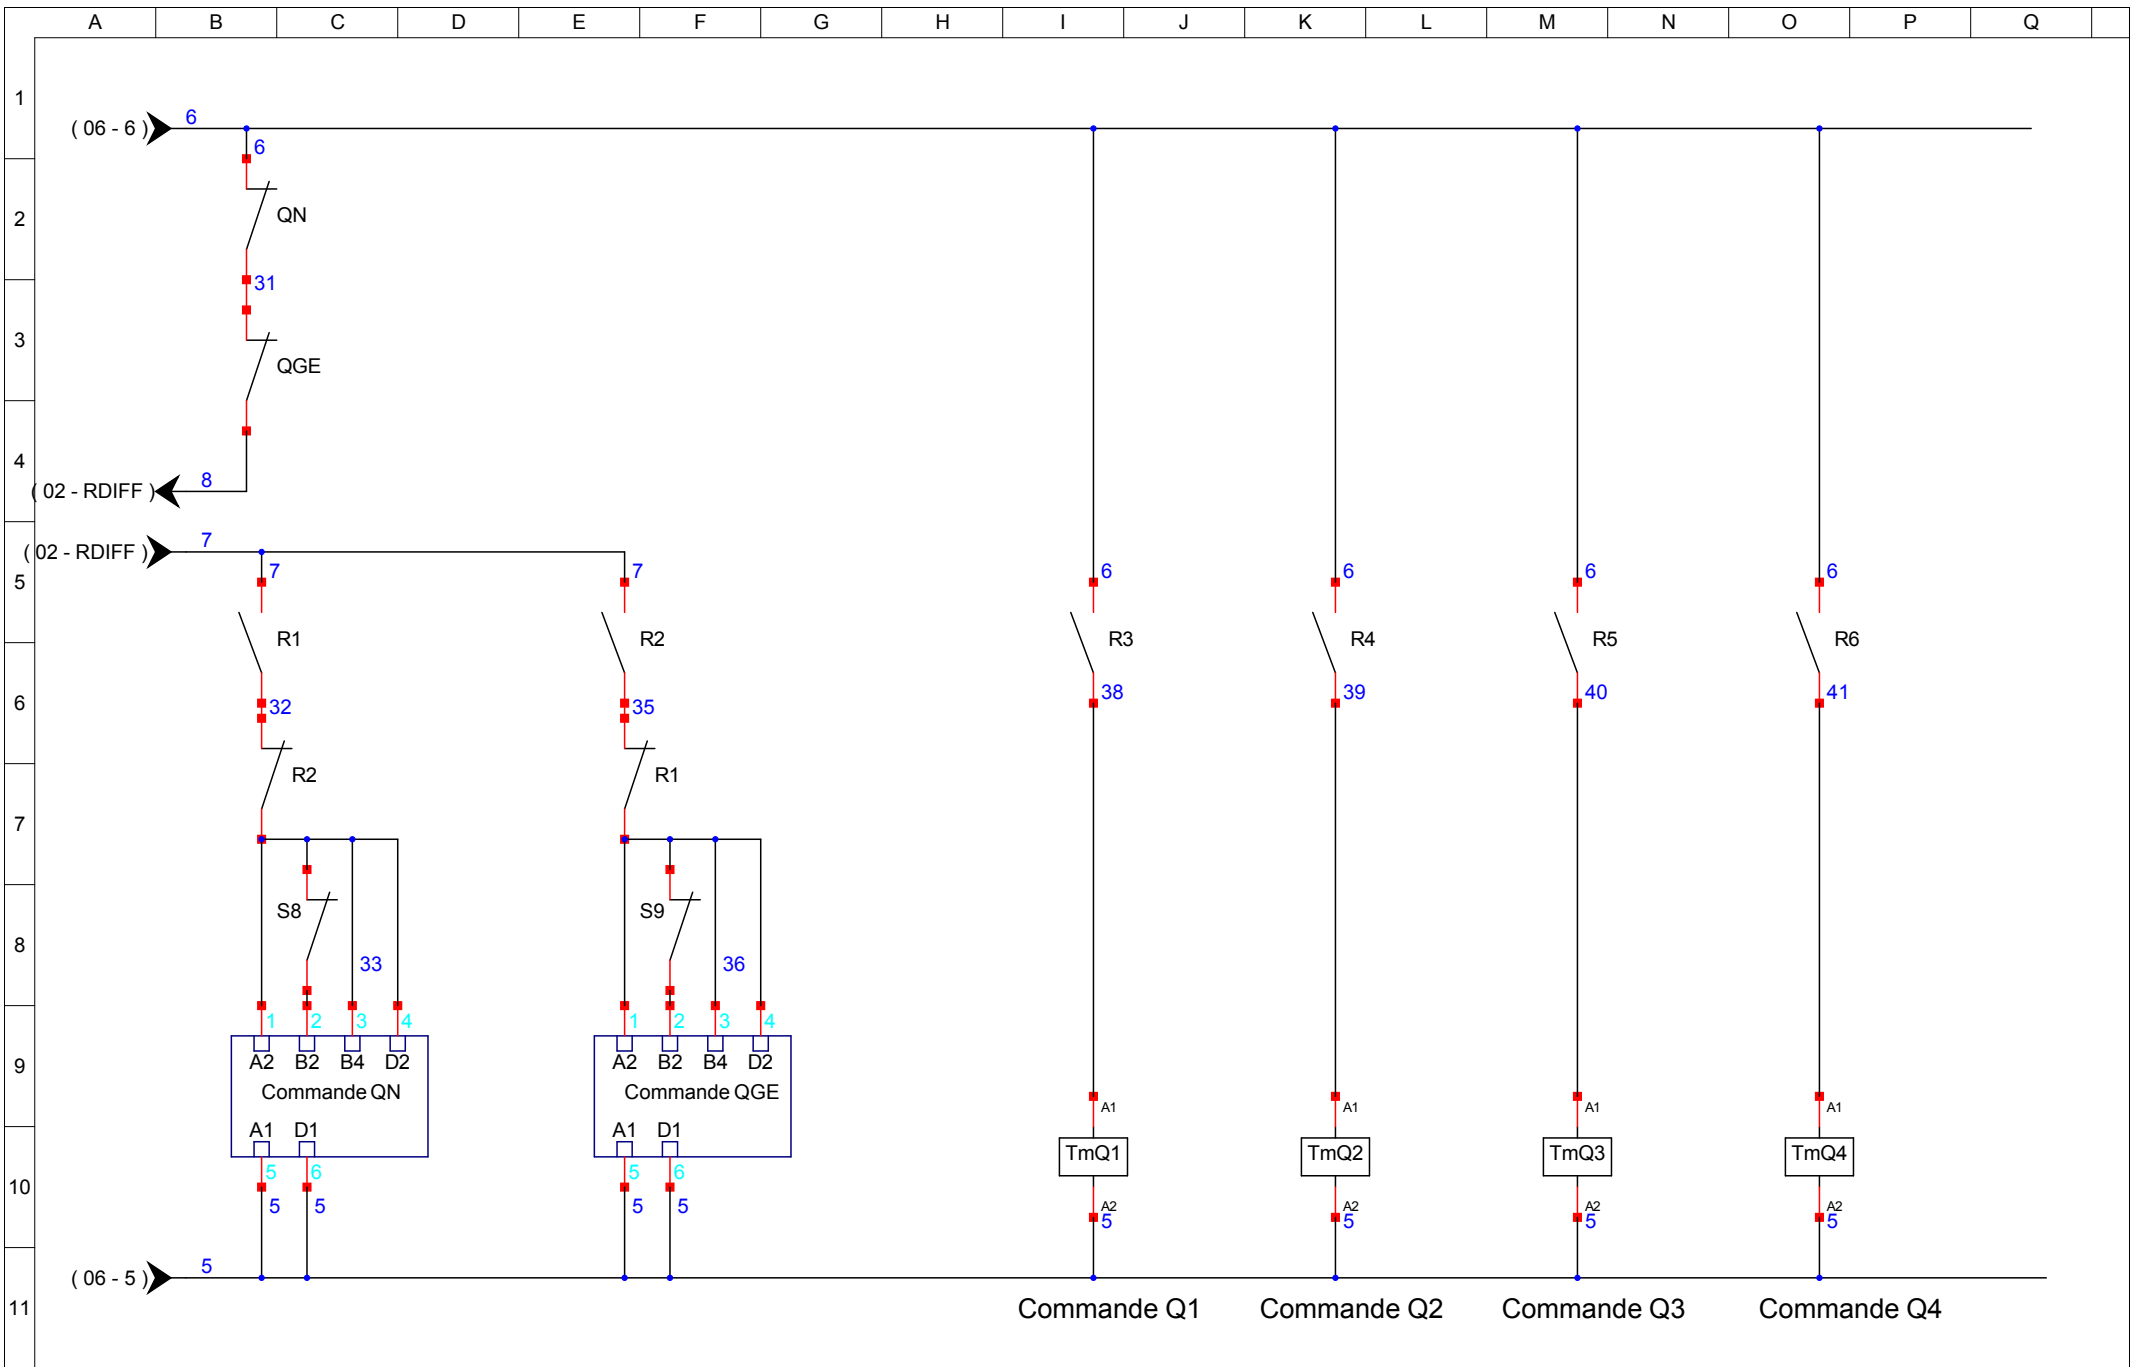 A B C D E F G H I J K L M N O P Q
1
( 06 - 6 ) 6
6
2
QN
31
3
QGE
4
( 02 - RDIFF ) 8
( 02 - RDIFF ) 7
5
7 7 6 6 6 6
R1 R2 R3 R4 R5 R6
6
32 35 38 39 40 41
R2 R1
7
S8 S9
8
33 36
1 2 3 4 1 2 3 4
9
A2 B2 B4 D2 A2 B2 B4 D2
Commande QN Commande QGE
A1 A1 A1 A1
A1 D1 A1 D1
TmQ1 TmQ2 TmQ3 TmQ4
10
5 6 5 6
5 5 5 5
A2 A2 A2 A2
5 5 5 5
( 06 - 5 ) 5
11
Commande Q1 Commande Q2 Commande Q3 Commande Q4